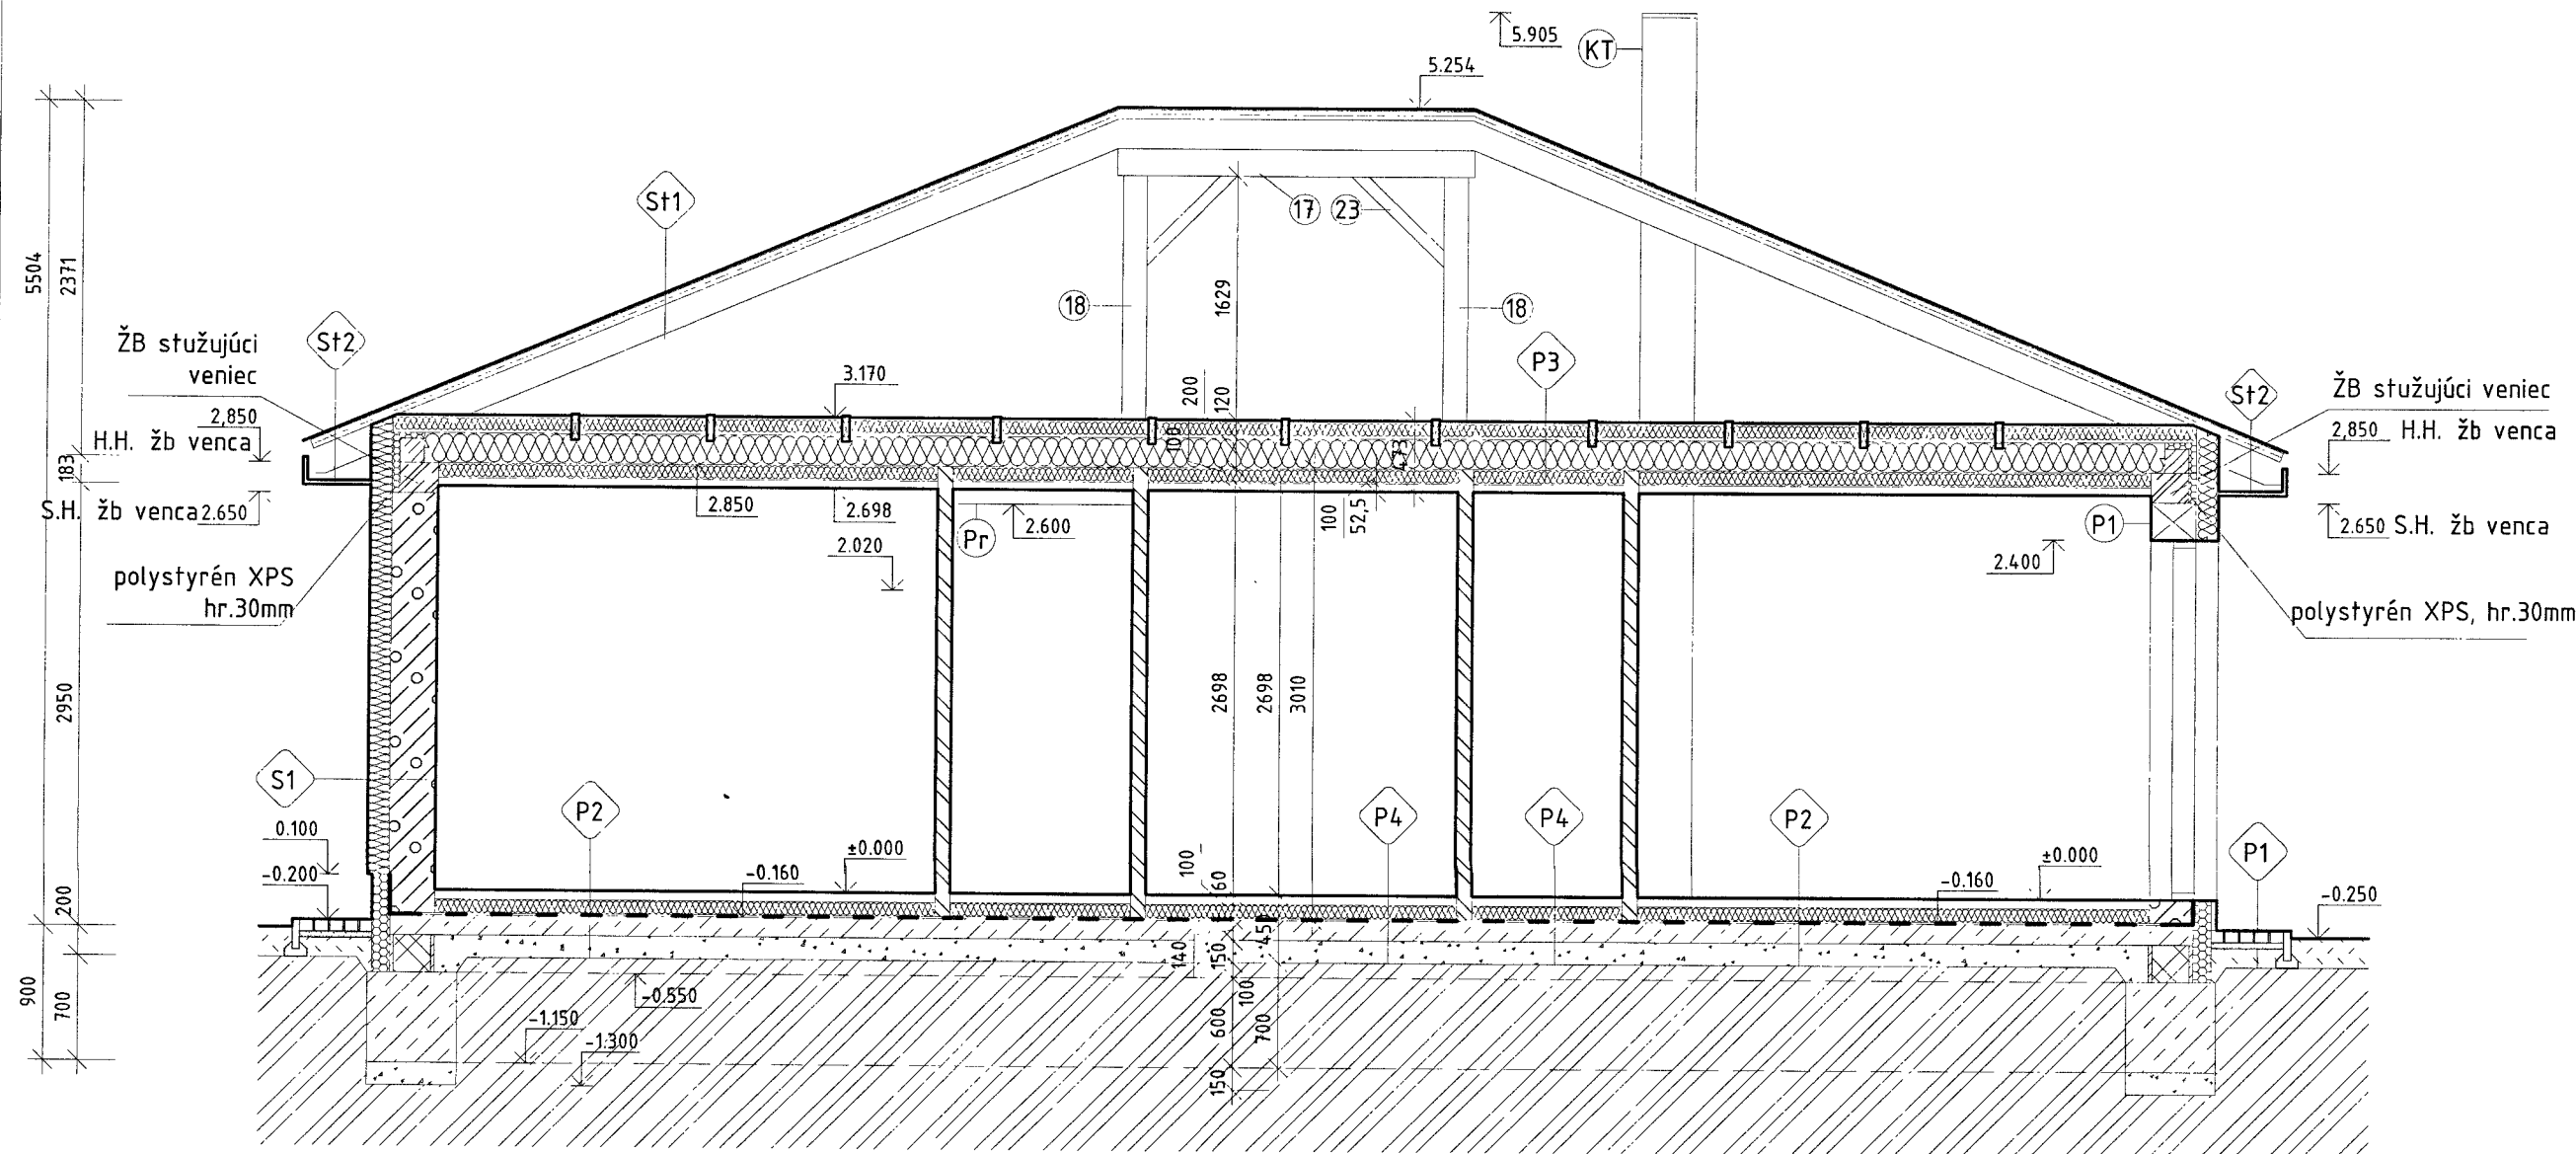 5.905
KT
5.254
St1
17
23
5504
2371
18
1629
18
ŽB stužujúci
veniec
St2
P3
3.170
200
120
St2
ŽB stužujúci veniec
2,850
H.H. žb venca
100
473
2,850 H.H. žb venca
183
S.H. žb venca 2.650
2.850
2.698
Pr
2.600
100
52,5
P1
2.650 S.H. žb venca
2.020
2.400
polystyrén XPS
hr.30mm
polystyrén XPS, hr.30mm
2950
2698
2698
3010
S1
P2
P4
P4
P2
0.100
±0.000
100
±0.000
P1
-0.200
-0.160
60
-0.160
-0.250
200
140
150
45
900
700
-0.550
100
-1.150
600
700
-1.300
150